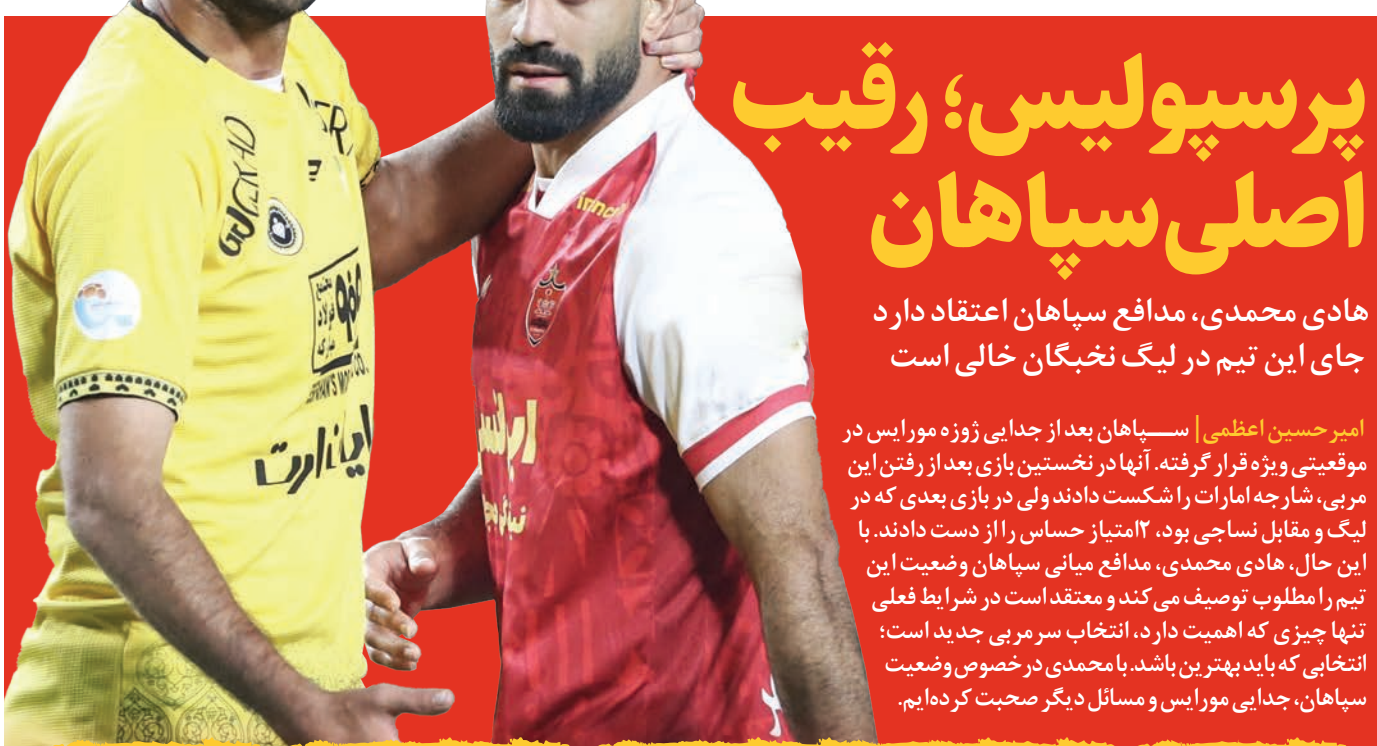 پرسپولیس؛ رقیب
اصلی سپاهان
هادی محمدی، مدافع سپاهان اعتقاد دارد
جای این تیم در لیگ نخبگان خالی است
امیرحسین اعظمی| ســـپاهان بعد از جدایی ژوزه مورایس در
موقعیتی ویژه قرار گرفته. آنها در نخستین بازی بعد از رفتن این
مربی، شارجه امارات را شکست دادند ولی در بازی بعدی که در
لیگ و مقابل نساجی بود، ۲امتیاز حساس را از دست دادند. با
این حال، هادی محمدی، مدافع میانی سپاهان وضعیت این
تیم را مطلوب توصیف می‌کند و معتقد است در شرایط فعلی
تنها چیزی که اهمیت دارد، انتخاب سرمربی جدید است؛
انتخابی که باید بهترین باشد. با محمدی در خصوص وضعیت
سپاهان، جدایی مورایس و مسائل دیگر صحبت کرده‌ایم.